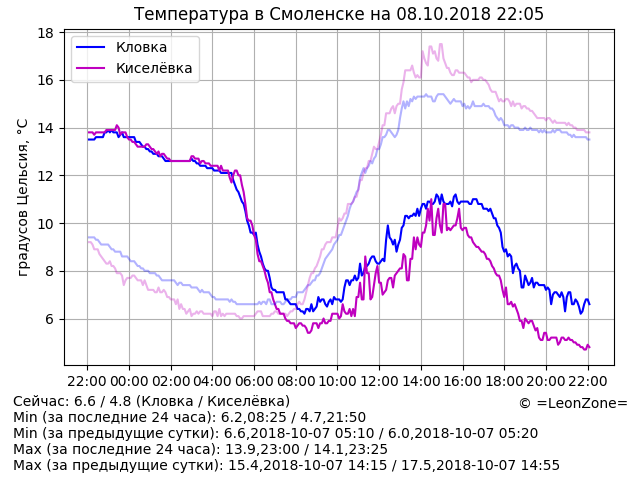 Температура в Смоленске на 08.10.2018 22:05
Кловка
Киселёвка
градусов Цельсия, °C
18
16
14
12
10
8
6
22:00 00:00 02:00 04:00 06:00 08:00 10:00 12:00 14:00 16:00 18:00 20:00 22:00
Сейчас: 6.6 / 4.8 (Кловка / Киселёвка)
© =LeonZone=
Min (за последние 24 часа): 6.2,08:25 / 4.7,21:50
Min (за предыдущие сутки): 6.6,2018-10-07 05:10 / 6.0,2018-10-07 05:20
Max (за последние 24 часа): 13.9,23:00 / 14.1,23:25
Max (за предыдущие сутки): 15.4,2018-10-07 14:15 / 17.5,2018-10-07 14:55